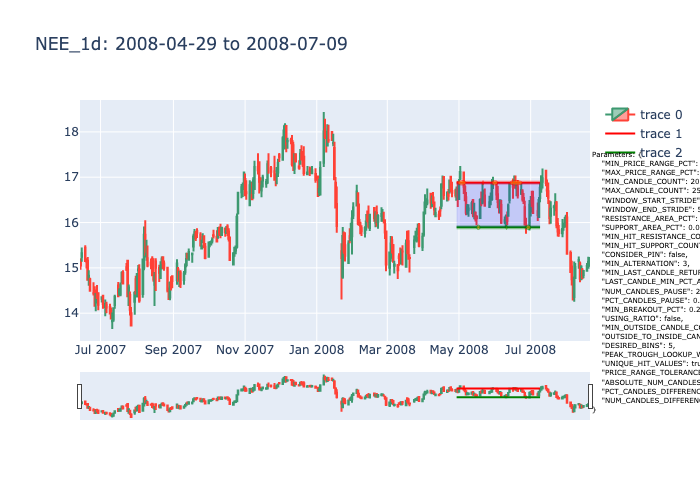 NEE_1d: 2008-04-29 to 2008-07-09
18
17
16
15
14
Jul 2007
Sep 2007
Nov 2007
Jan 2008
Mar 2008
May 2008
Jul 2008
trace 0
trace 1
trace 2
Parameters: {
"MIN_PRICE_RANGE_PCT":
"MAX_PRICE_RANGE_PCT":
"MIN_CANDLE_COUNT": 20
"MAX_CANDLE_COUNT": 25
"WINDOW_START_STRIDE"
"WINDOW_END_STRIDE": 5
"RESISTANCE_AREA_PCT":
"SUPPORT_AREA_PCT": 0.0
"MIN_HIT_RESISTANCE_CO
"MIN_HIT_SUPPORT_COUNT
"CONSIDER_PIN": false,
"MIN_ALTERNATION": 3,
"MIN_LAST_CANDLE_RETUR
"LAST_CANDLE_MIN_PCT_A
"NUM_CANDLES_PAUSE": 2
"PCT_CANDLES_PAUSE": 0.
"MIN_BREAKOUT_PCT": 0.2
"USING_RATIO": false,
"MIN_OUTSIDE_CANDLE_CO
"OUTSIDE_TO_INSIDE_CAN
"DESIRED_BINS": 5,
"PEAK_TROUGH_LOOKUP_W
"UNIQUE_HIT_VALUES": tru
"PRICE_RANGE_TOLERANC
"ABSOLUTE_NUM_CANDLES
"PCT_CANDLES_DIFFERENC
"NUM_CANDLES_DIFFERENC
}